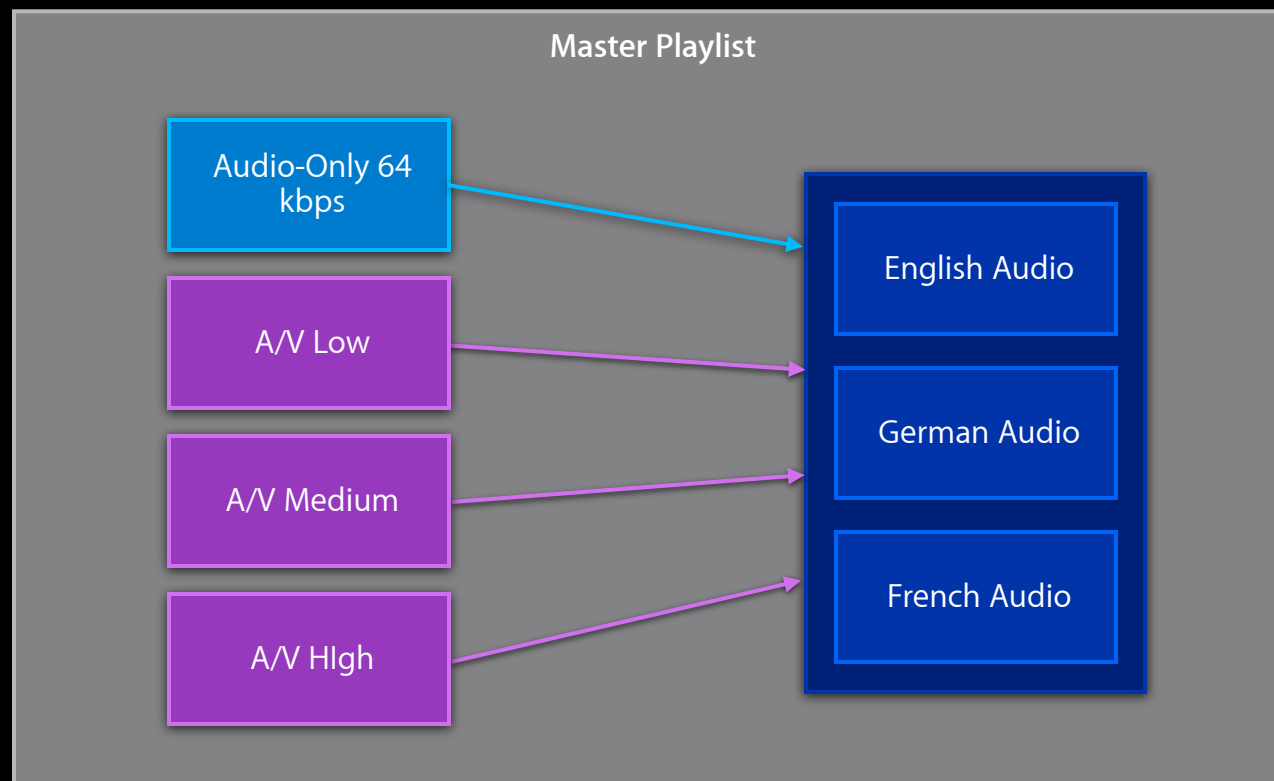 Master Playlist
Audio-Only 64
kbps
A/V Low
A/V Medium
A/V HIgh
English Audio
German Audio
French Audio